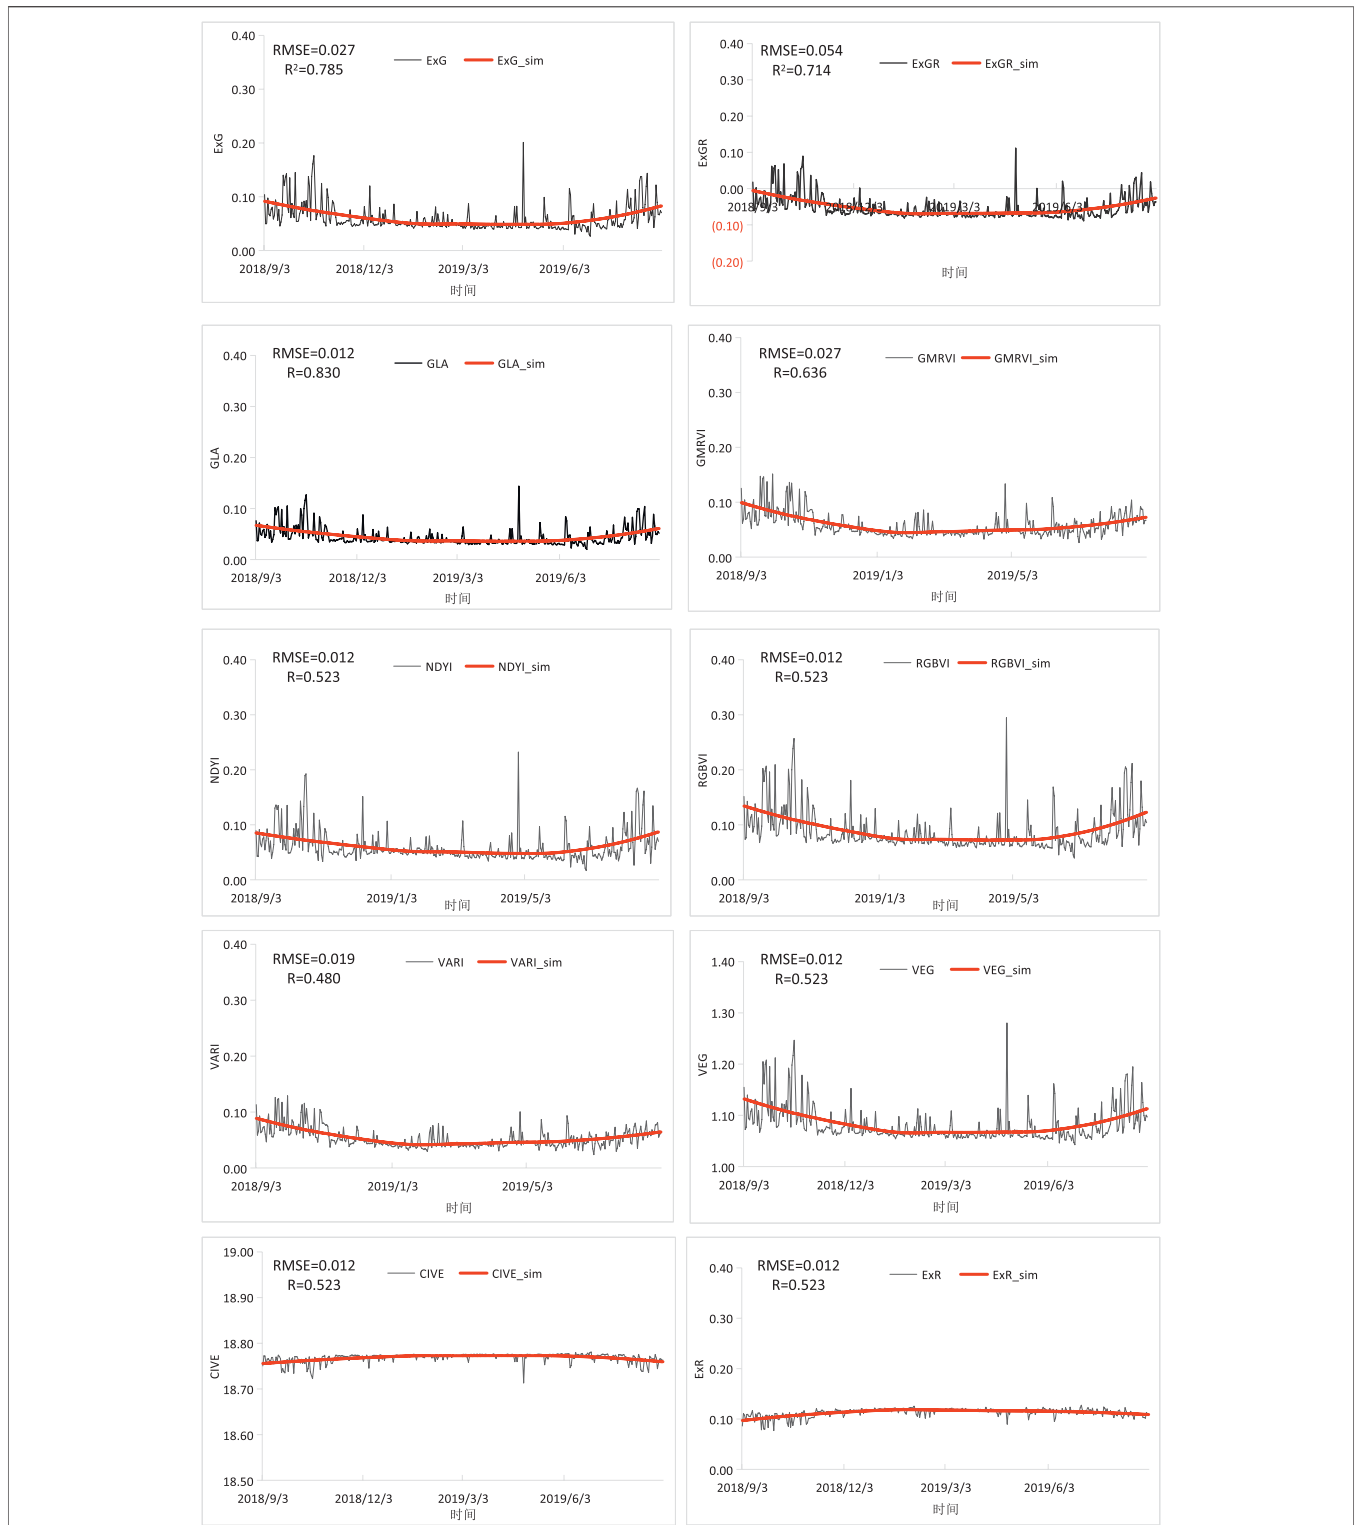 RMSE=0.027
R²=0.785
ExG ExG_sim
ExG
0.40
0.30
0.20
0.10
0.00
2018/9/3 2018/12/3 2019/3/3 2019/6/3
时间
RMSE=0.054
R²=0.714
ExGR ExGR_sim
ExGR
0.40
0.30
0.20
0.10
0.00
(0.10)
(0.20)
2018/9/3 2018/12/3 2019/3/3 2019/6/3
时间
RMSE=0.012
R=0.830
GLA GLA_sim
GLA
0.40
0.30
0.20
0.10
0.00
2018/9/3 2018/12/3 2019/3/3 2019/6/3
时间
RMSE=0.027
R=0.636
GMRVI GMRVI_sim
GMRVI
0.40
0.30
0.20
0.10
0.00
2018/9/3 2019/1/3 2019/5/3
时间
RMSE=0.012
R=0.523
NDYI NDYI_sim
NDYI
0.40
0.30
0.20
0.10
0.00
2018/9/3 2019/1/3 2019/5/3
时间
RMSE=0.012
R=0.523
RGBVI RGBVI_sim
RGBVI
0.40
0.30
0.20
0.10
0.00
2018/9/3 2019/1/3 2019/5/3
时间
RMSE=0.019
R=0.480
VARI VARI_sim
VARI
0.40
0.30
0.20
0.10
0.00
2018/9/3 2019/1/3 2019/5/3
时间
RMSE=0.012
R=0.523
VEG VEG_sim
VEG
1.40
1.30
1.20
1.10
1.00
2018/9/3 2018/12/3 2019/3/3 2019/6/3
时间
RMSE=0.012
R=0.523
CIVE CIVE_sim
CIVE
19.00
18.90
18.80
18.70
18.60
18.50
2018/9/3 2018/12/3 2019/3/3 2019/6/3
时间
RMSE=0.012
R=0.523
ExR ExR_sim
ExR
0.40
0.30
0.20
0.10
0.00
2018/9/3 2018/12/3 2019/3/3 2019/6/3
时间